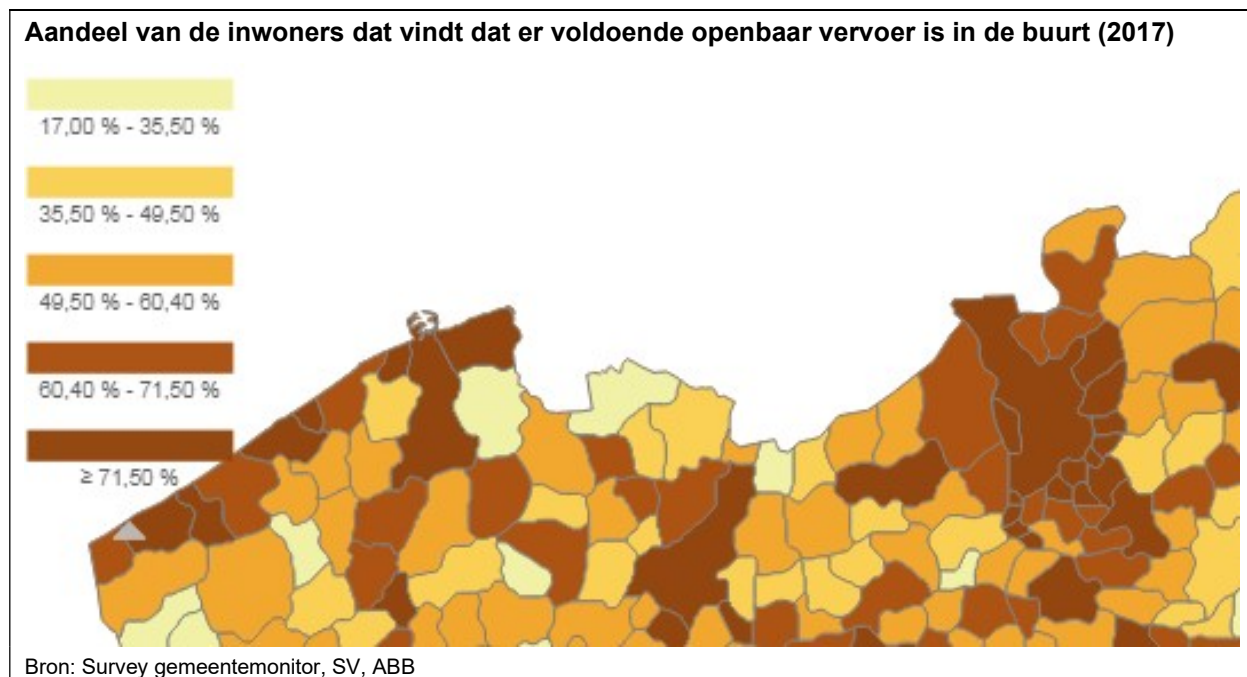 Aandeel van de inwoners dat vindt dat er voldoende openbaar vervoer is in de buurt (2017)
17,00 % - 35,50 %
35,50 % - 49,50 %
49,50 % - 60,40 %
60,40 % - 71,50 %
≥ 71,50 %
Bron: Survey gemeentemonitor, SV, ABB